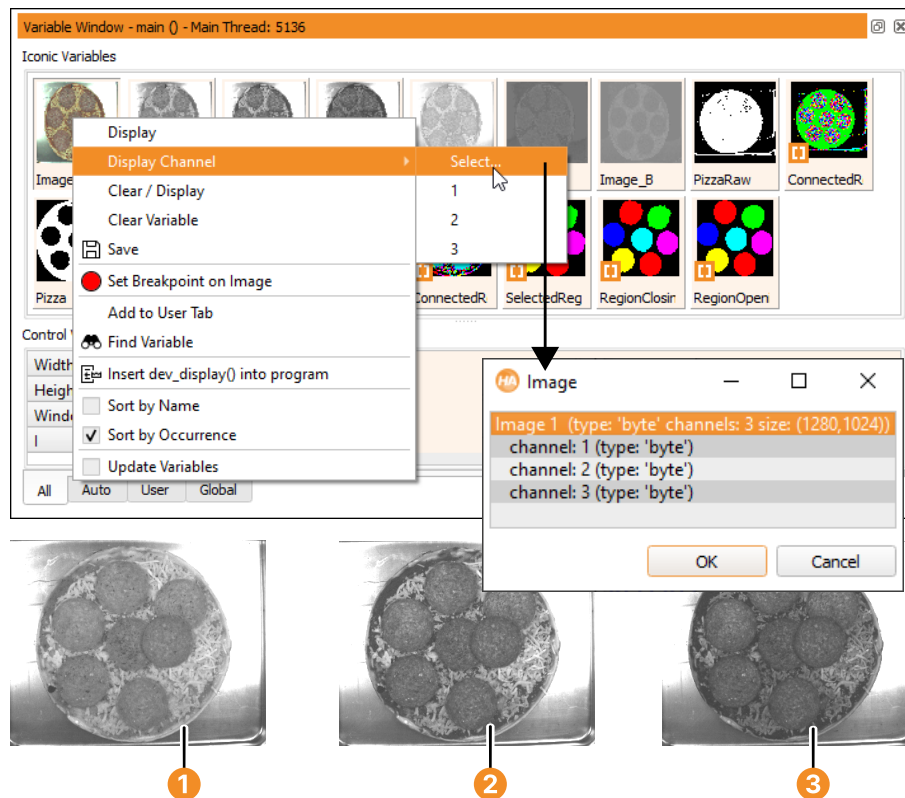 Variable Window - main () - Main Thread: 5136
Iconic Variables
Image
Image_B
PizzaRaw
ConnectedR
Display
Display Channel
Select...
Clear / Display
1
Clear Variable
2
Save
3
Pizza
Set Breakpoint on Image
ConnectedR
SelectedReg
RegionClosin
RegionOpen
Add to User Tab
Control
Find Variable
Width
Insert dev_display() into program
Heigh
Sort by Name
Wind
Sort by Occurrence
I
Update Variables
All
Auto
User
Global
HA
Image
Image 1 (type: 'byte' channels: 3 size: (1280,1024))
channel: 1 (type: 'byte')
channel: 2 (type: 'byte')
channel: 3 (type: 'byte')
OK
Cancel
1
2
3